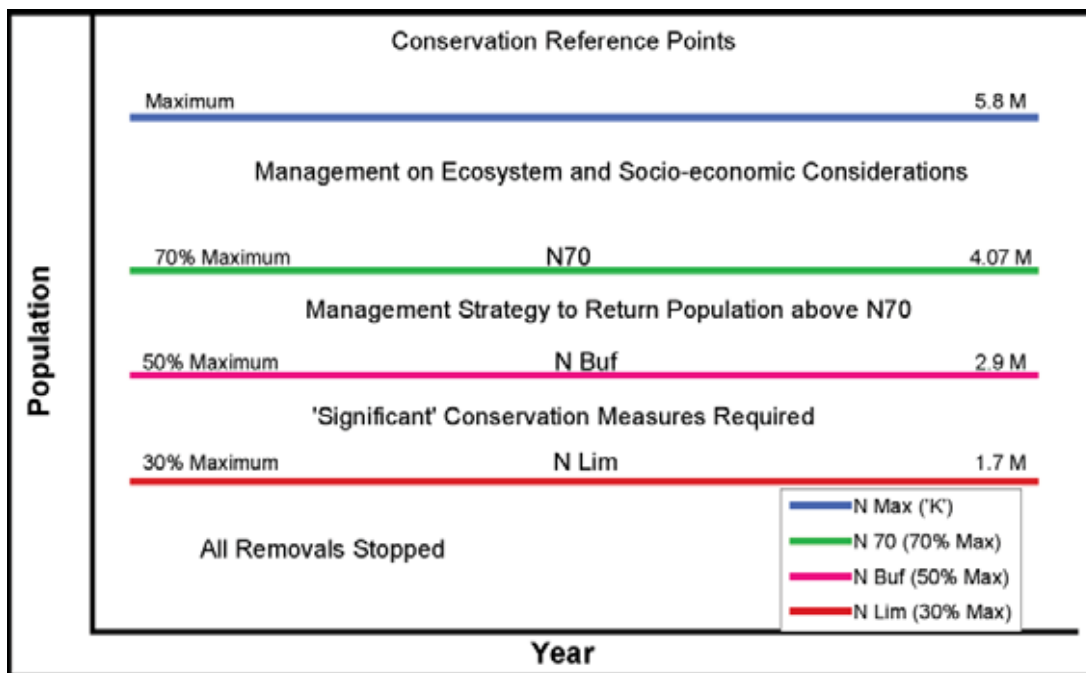 Conservation Reference Points
Maximum 5.8 M
Management on Ecosystem and Socio-economic Considerations
70% Maximum N70 4.07 M
Management Strategy to Return Population above N70
50% Maximum N Buf 2.9 M
'Significant' Conservation Measures Required
30% Maximum N Lim 1.7 M
All Removals Stopped
N Max ('K')
N 70 (70% Max)
N Buf (50% Max)
N Lim (30% Max)
Population
Year